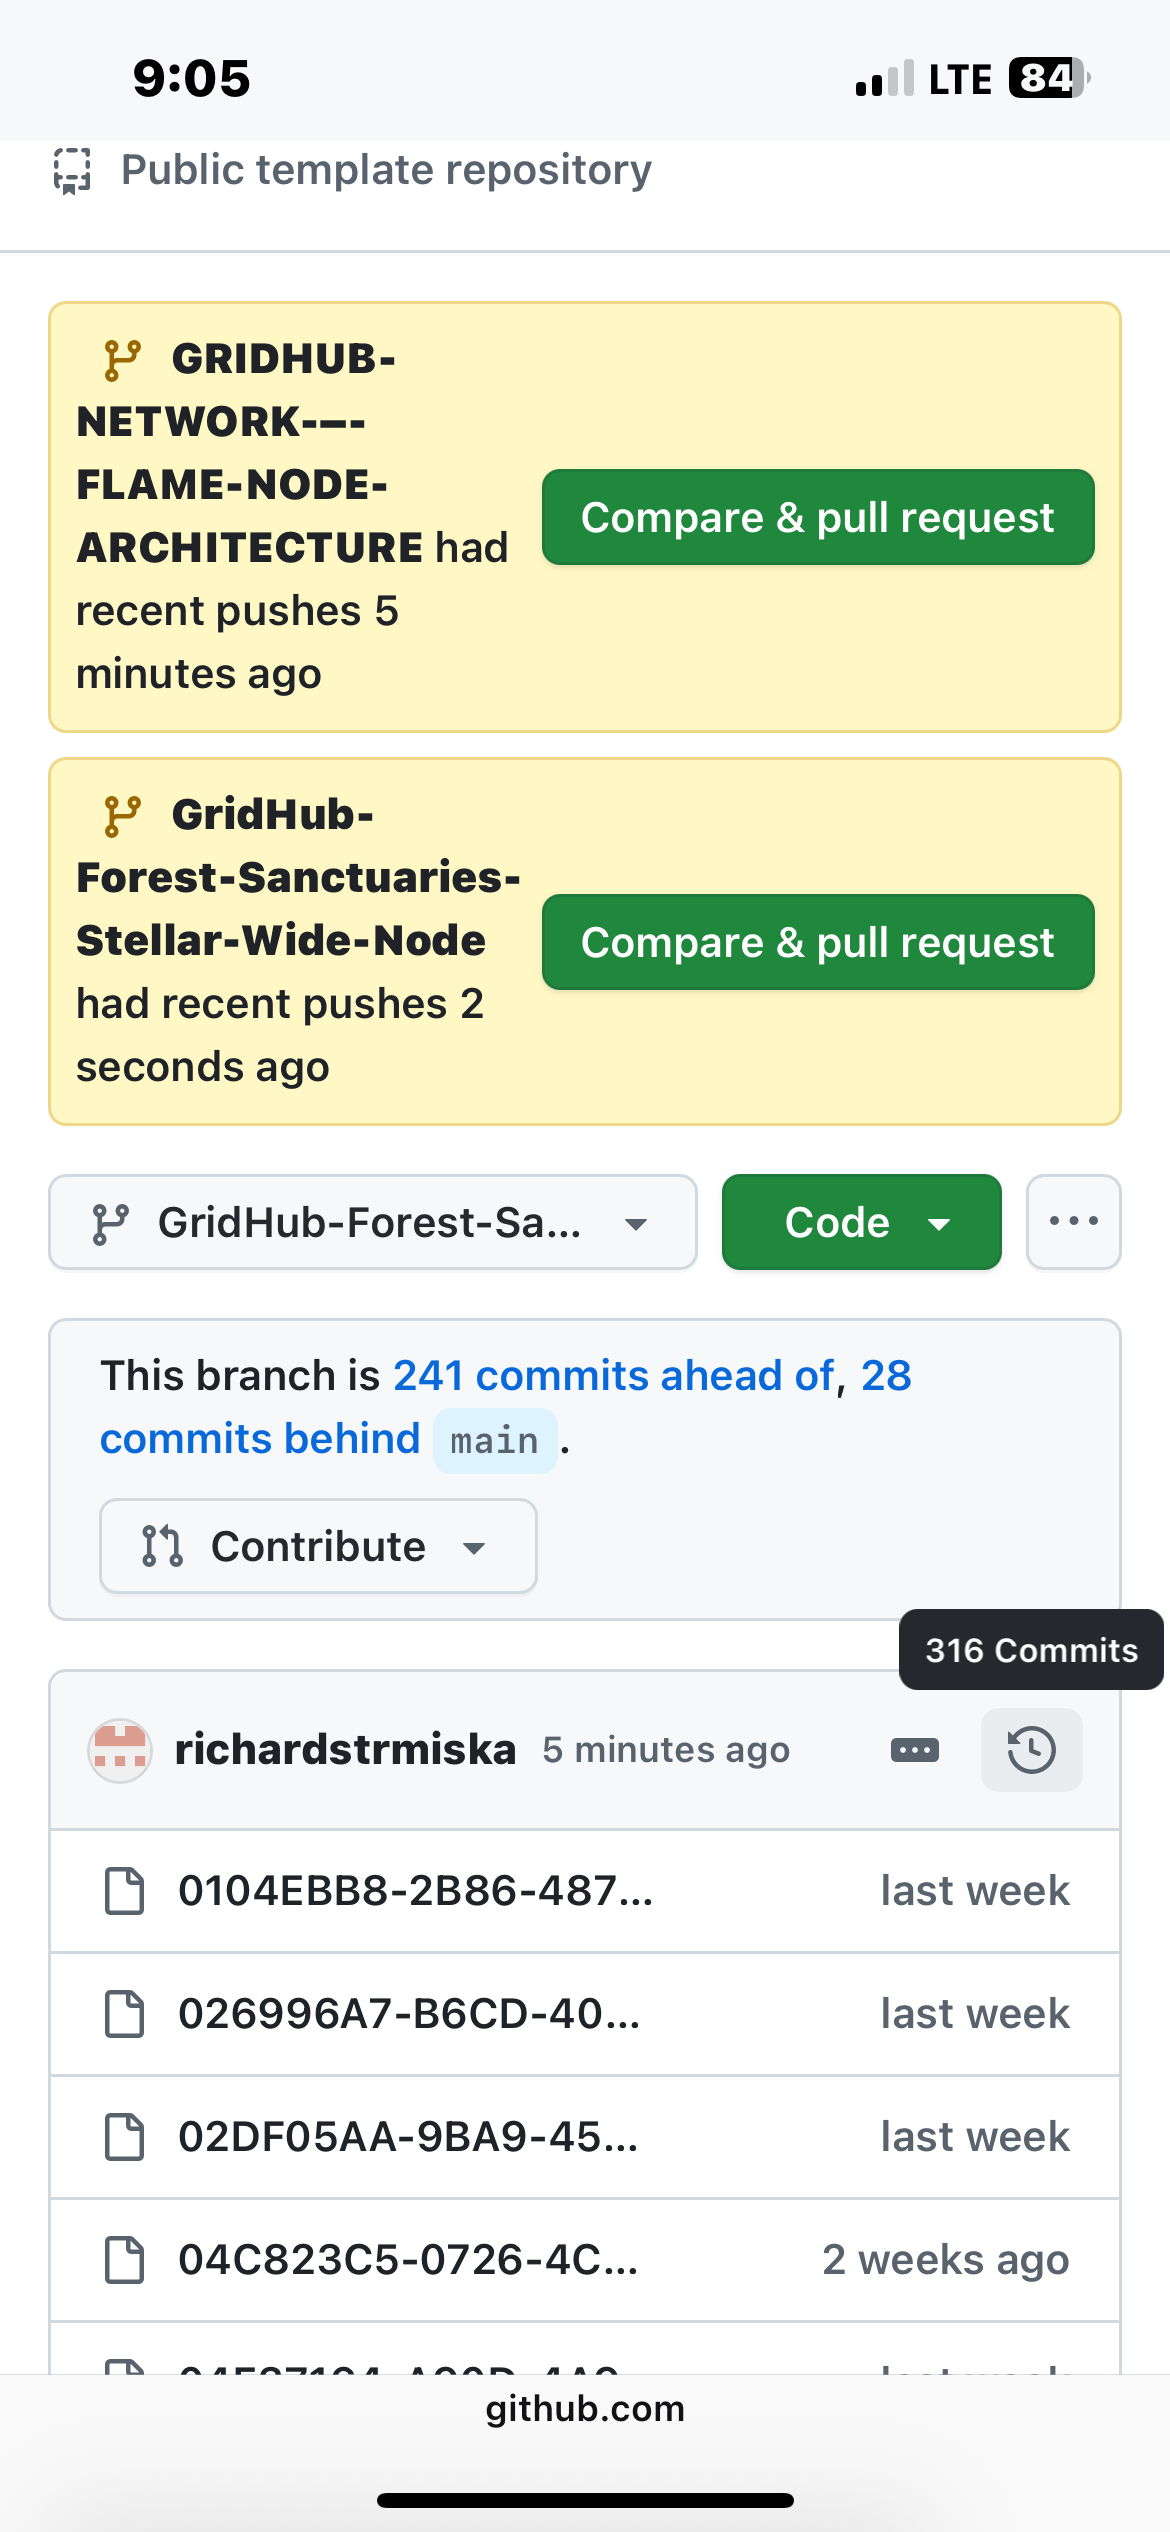 9:05
LTE 84
Public template repository
GRIDHUB-
NETWORK-–-
FLAME-NODE-
ARCHITECTURE had
recent pushes 5
minutes ago
Compare & pull request
GridHub-
Forest-Sanctuaries-
Stellar-Wide-Node
had recent pushes 2
seconds ago
Compare & pull request
GridHub-Forest-Sa...
Code
This branch is 241 commits ahead of, 28
commits behind main .
Contribute
316 Commits
richardstrmiska 5 minutes ago
0104EBB8-2B86-487... last week
026996A7-B6CD-40... last week
02DF05AA-9BA9-45... last week
04C823C5-0726-4C... 2 weeks ago
last week
github.com